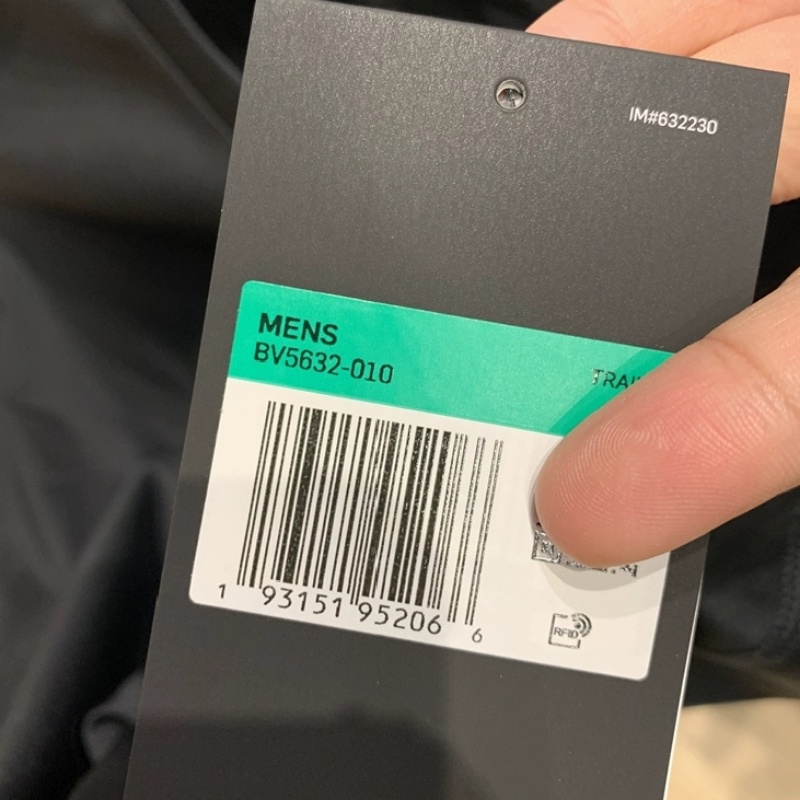 IM#632230
MENS
BV5632-010
1 93151 95206 6
RFID